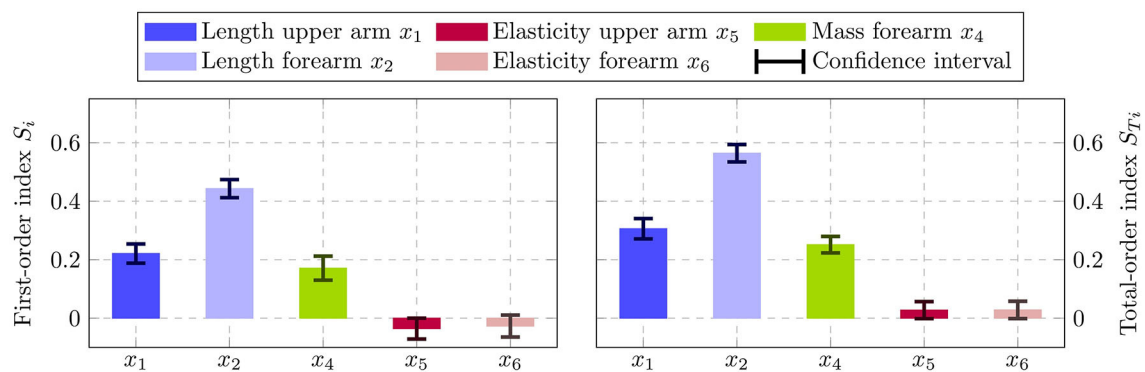 Length upper arm x₁ Elasticity upper arm x₅ Mass forearm x₄
Length forearm x₂ Elasticity forearm x₆ Confidence interval
First-order index Sᵢ
0.6
0.4
0.2
0
x₁ x₂ x₄ x₅ x₆
Total-order index S_{Ti}
0.6
0.4
0.2
0
x₁ x₂ x₄ x₅ x₆